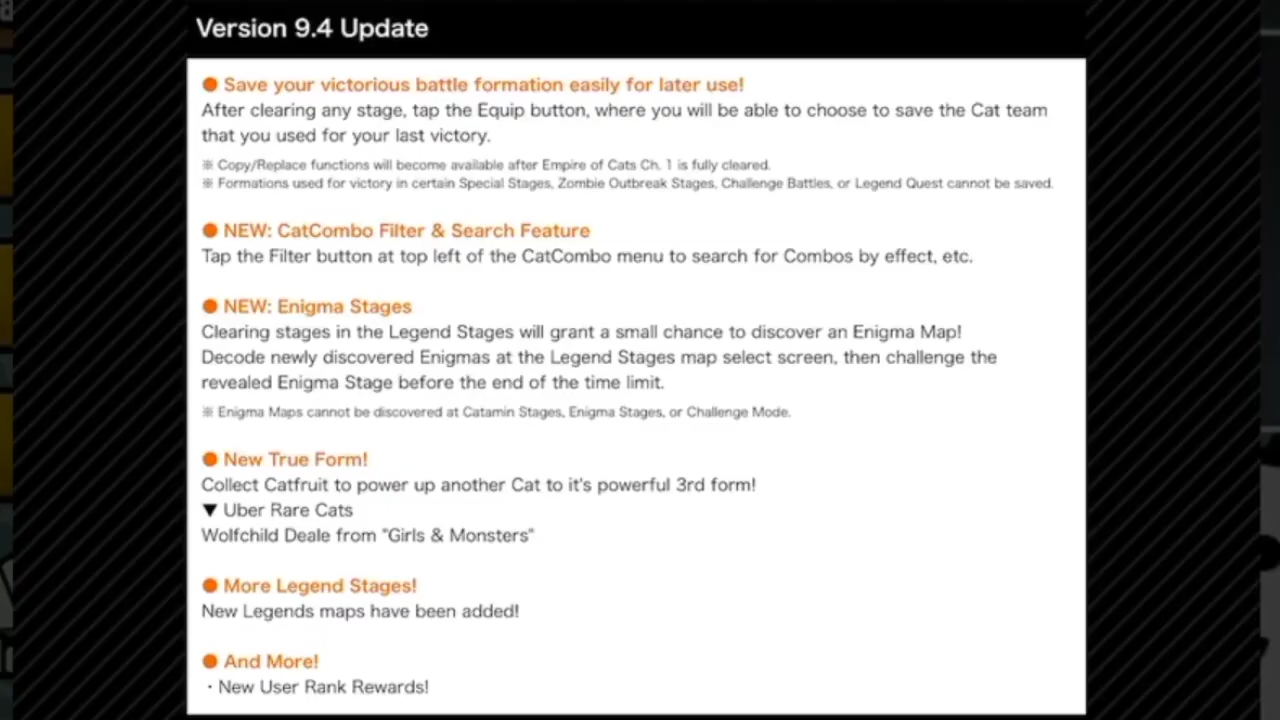 Version 9.4 Update
● Save your victorious battle formation easily for later use!
After clearing any stage, tap the Equip button, where you will be able to choose to save the Cat team
that you used for your last victory.
※ Copy/Replace functions will become available after Empire of Cats Ch. 1 is fully cleared.
※ Formations used for victory in certain Special Stages, Zombie Outbreak Stages, Challenge Battles, or Legend Quest cannot be saved.
● NEW: CatCombo Filter & Search Feature
Tap the Filter button at top left of the CatCombo menu to search for Combos by effect, etc.
● NEW: Enigma Stages
Clearing stages in the Legend Stages will grant a small chance to discover an Enigma Map!
Decode newly discovered Enigmas at the Legend Stages map select screen, then challenge the
revealed Enigma Stage before the end of the time limit.
※ Enigma Maps cannot be discovered at Catamin Stages, Enigma Stages, or Challenge Mode.
● New True Form!
Collect Catfruit to power up another Cat to it's powerful 3rd form!
▼ Uber Rare Cats
Wolfchild Deale from "Girls & Monsters"
● More Legend Stages!
New Legends maps have been added!
● And More!
・New User Rank Rewards!